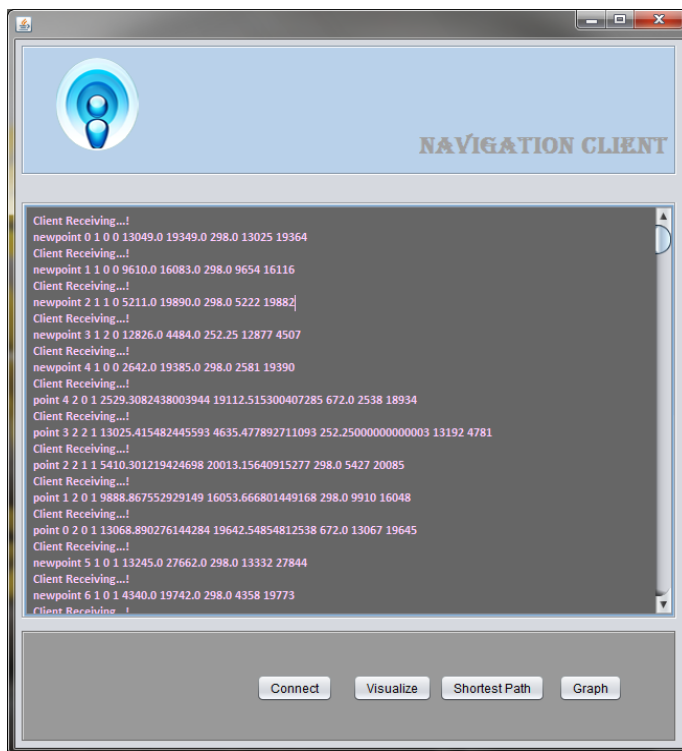 NAVIGATION CLIENT
Client Receiving...!
newpoint 0 1 0 0 13049.0 19349.0 298.0 13025 19364
Client Receiving...!
newpoint 1 1 0 0 9610.0 16083.0 298.0 9654 16116
Client Receiving...!
newpoint 2 1 1 0 5211.0 19890.0 298.0 5222 19882
Client Receiving...!
newpoint 3 1 2 0 12826.0 4484.0 252.25 12877 4507
Client Receiving...!
newpoint 4 1 0 0 2642.0 19385.0 298.0 2581 19390
Client Receiving...!
point 4 2 0 1 2529.3082438003944 19112.515300407285 672.0 2538 18934
Client Receiving...!
point 3 2 2 1 13025.415482445593 4635.477892711093 252.25000000000003 13192 4781
Client Receiving...!
point 2 2 1 1 5410.301219424698 20013.15640915277 298.0 5427 20085
Client Receiving...!
point 1 2 0 1 9888.867552929149 16053.666801449168 298.0 9910 16048
Client Receiving...!
point 0 2 0 1 13068.890276144284 19642.54854812538 672.0 13067 19645
Client Receiving...!
newpoint 5 1 0 1 13245.0 27662.0 298.0 13332 27844
Client Receiving...!
newpoint 6 1 0 1 4340.0 19742.0 298.0 4358 19773
Client Receiving...!
Connect Visualize Shortest Path Graph